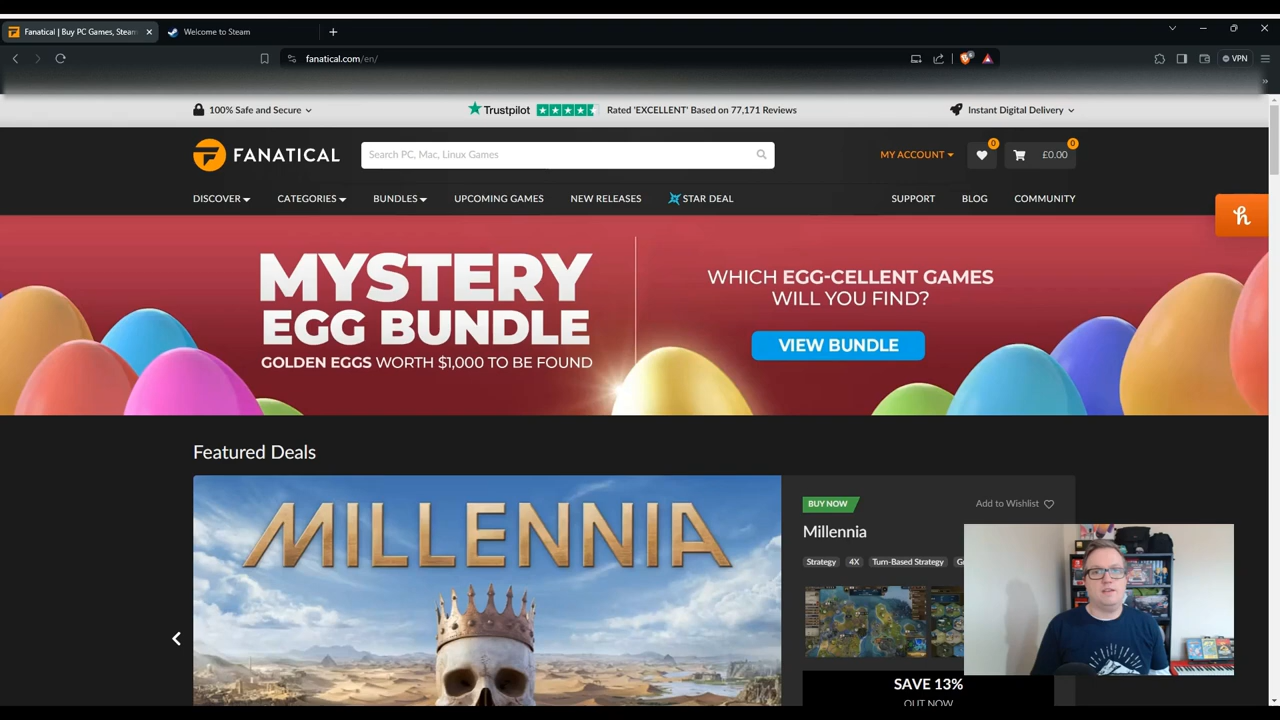 Fanatical | Buy PC Games, Steam
Welcome to Steam
fanatical.com/en/
VPN
100% Safe and Secure
Trustpilot
Rated 'EXCELLENT' Based on 77,171 Reviews
Instant Digital Delivery
FANATICAL
Search PC, Mac, Linux Games
MY ACCOUNT
0
£0.00
0
DISCOVER
CATEGORIES
BUNDLES
UPCOMING GAMES
NEW RELEASES
STAR DEAL
SUPPORT
BLOG
COMMUNITY
MYSTERY
EGG BUNDLE
GOLDEN EGGS WORTH $1,000 TO BE FOUND
WHICH EGG-CELLENT GAMES
WILL YOU FIND?
VIEW BUNDLE
Featured Deals
MILLENNIA
BUY NOW
Add to Wishlist
Millennia
Strategy
4X
Turn-Based Strategy
SAVE 13%
OUT NOW